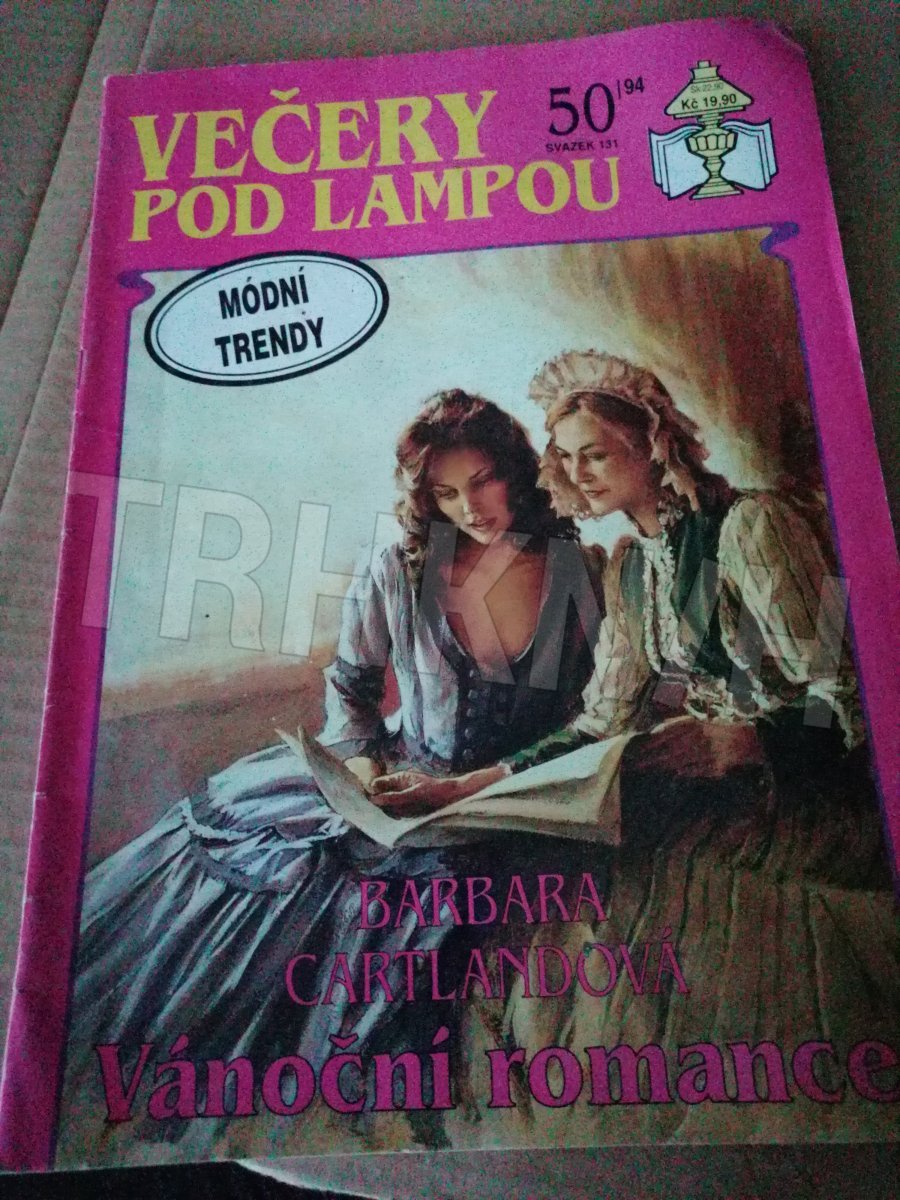 VEČERY
POD LAMPOU
50/94
SVAZEK 131
Sk 22,90
Kč 19,90
MÓDNÍ
TRENDY
TRHKNIH
BARBARA
CARTLANDOVÁ
Vánoční romance